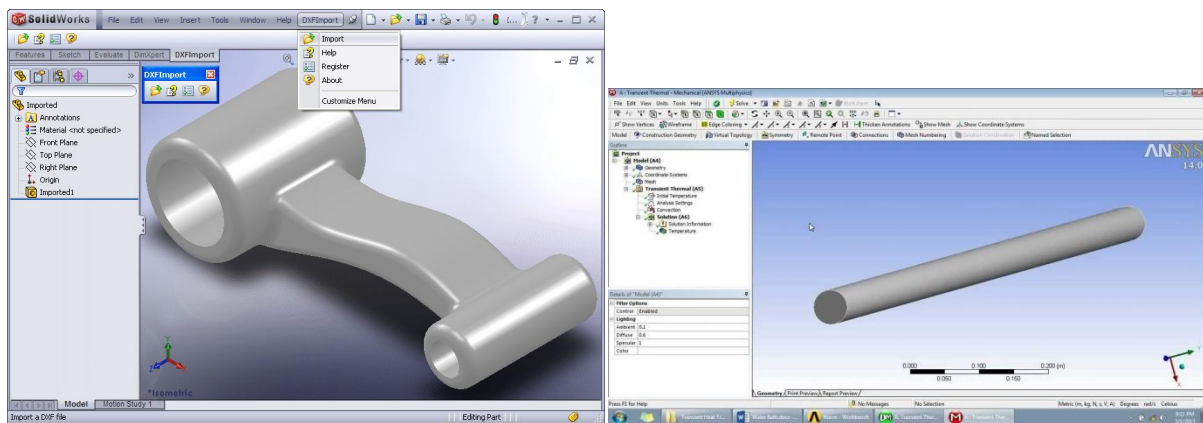 SolidWorks File Edit View Insert Tools Window Help DXFImport
Import
Help
Register
About
Customize Menu
Features Sketch Evaluate DimXpert DXFImport
DXFImport
Imported
Annotations
Material <not specified>
Front Plane
Top Plane
Right Plane
Origin
Imported1
*Isometric
Model Motion Study 1
Import a DXF file
Editing Part
A : Transient Thermal - Mechanical [ANSYS Multiphysics]
File Edit View Units Tools Help Solve
Show Vertices Wireframe Edge Coloring Thicken Annotations Show Mesh Show Coordinate Systems
Model Construction Geometry Virtual Topology Symmetry Remote Point Connections Mesh Numbering Solution Combination Named Selection
Outline
Project
Model (A4)
Geometry
Coordinate Systems
Mesh
Transient Thermal (A5)
Initial Temperature
Analysis Settings
Convection
Solution (A6)
Solution Information
Temperature
Details of "Model (A4)"
Filter Options
Control Enabled
Lighting
Ambient 0.1
Diffuse 0.6
Specular 1
Color
ANSYS
14.0
0.000 0.100 0.200 (m)
0.050 0.150
Geometry Print Preview Report Preview
Press F1 for Help
No Messages
No Selection
Metric (m, kg, N, s, V, A) Degrees rad/s Celsius